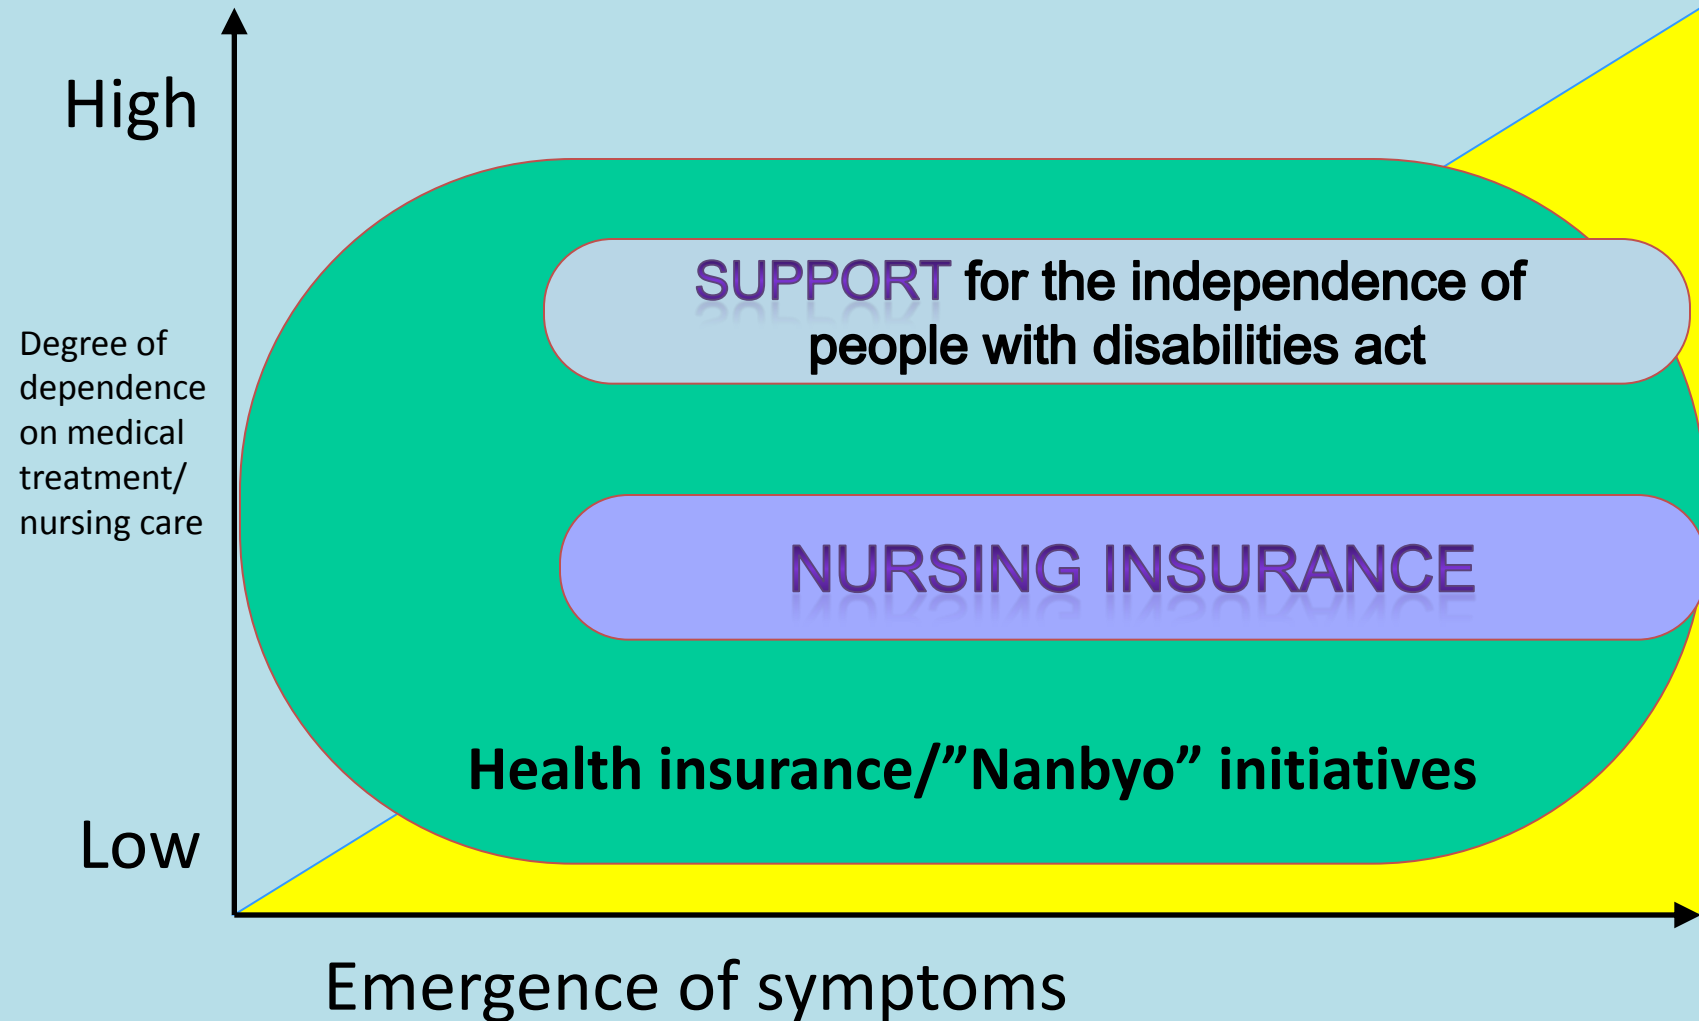 High
Degree of
dependence
on medical
treatment/
nursing care
Low
SUPPORT for the independence of
people with disabilities act
NURSING INSURANCE
Health insurance/”Nanbyo” initiatives
Emergence of symptoms